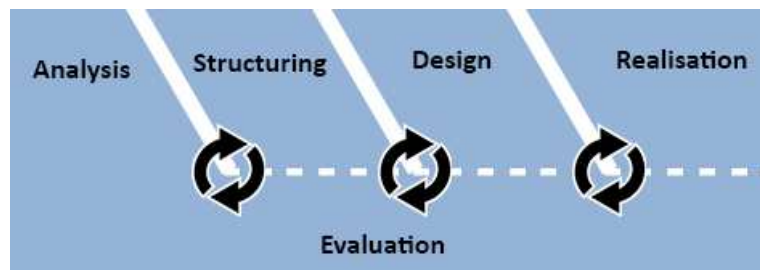 Analysis
Structuring
Design
Realisation
Evaluation